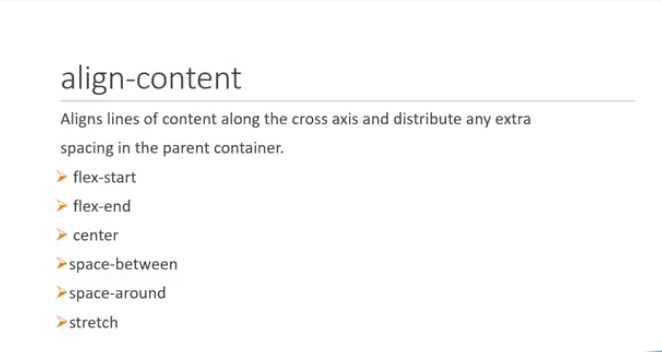 align-content
Aligns lines of content along the cross axis and distribute any extra
spacing in the parent container.
flex-start
flex-end
center
space-between
space-around
stretch